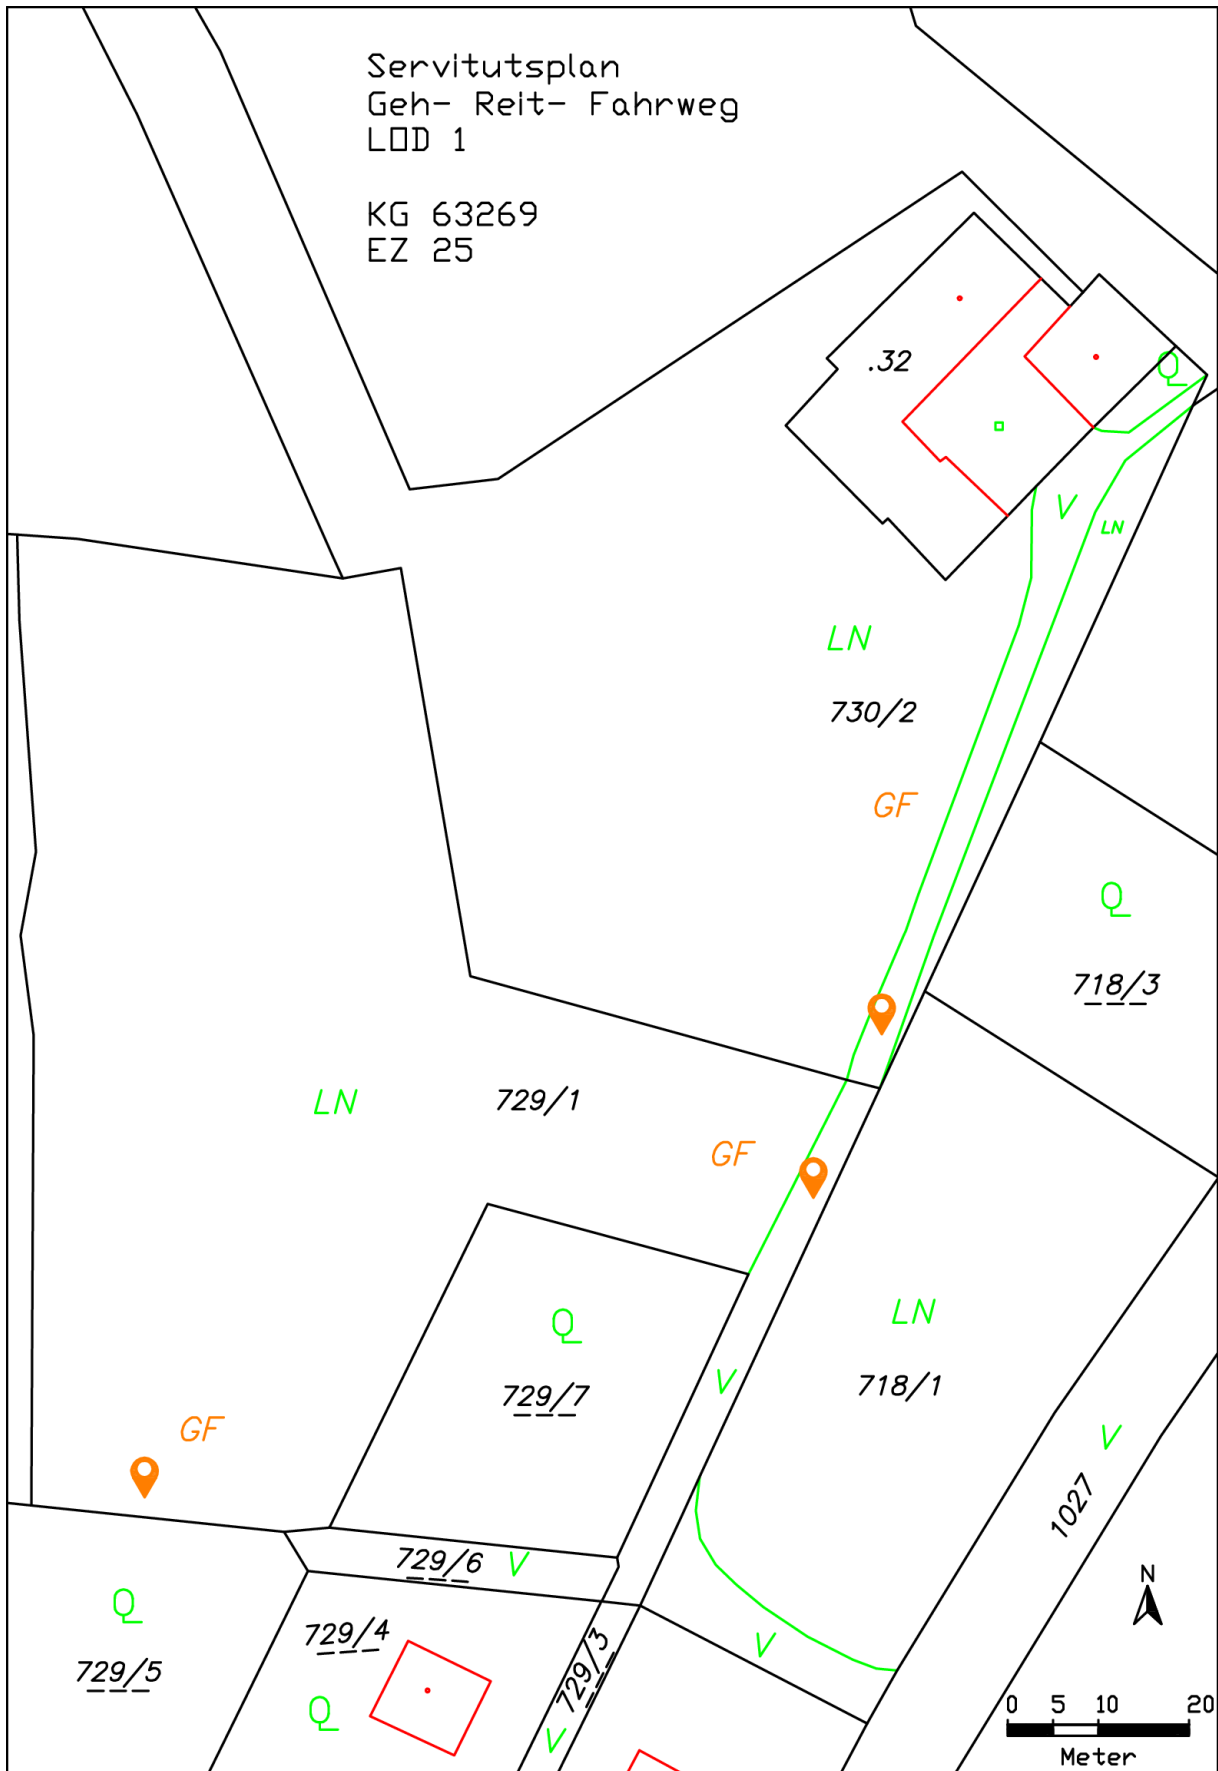 Servitutsplan
Geh- Reit- Fahrweg
LOD 1
KG 63269
EZ 25
.32
Q
V
LN
LN
730/2
GF
Q
718/3
LN
729/1
GF
Q
729/7
V
LN
718/1
GF
V
1027
729/6 V
N
Q
729/5
729/4
Q
729/3
V
V
0 5 10 20
Meter